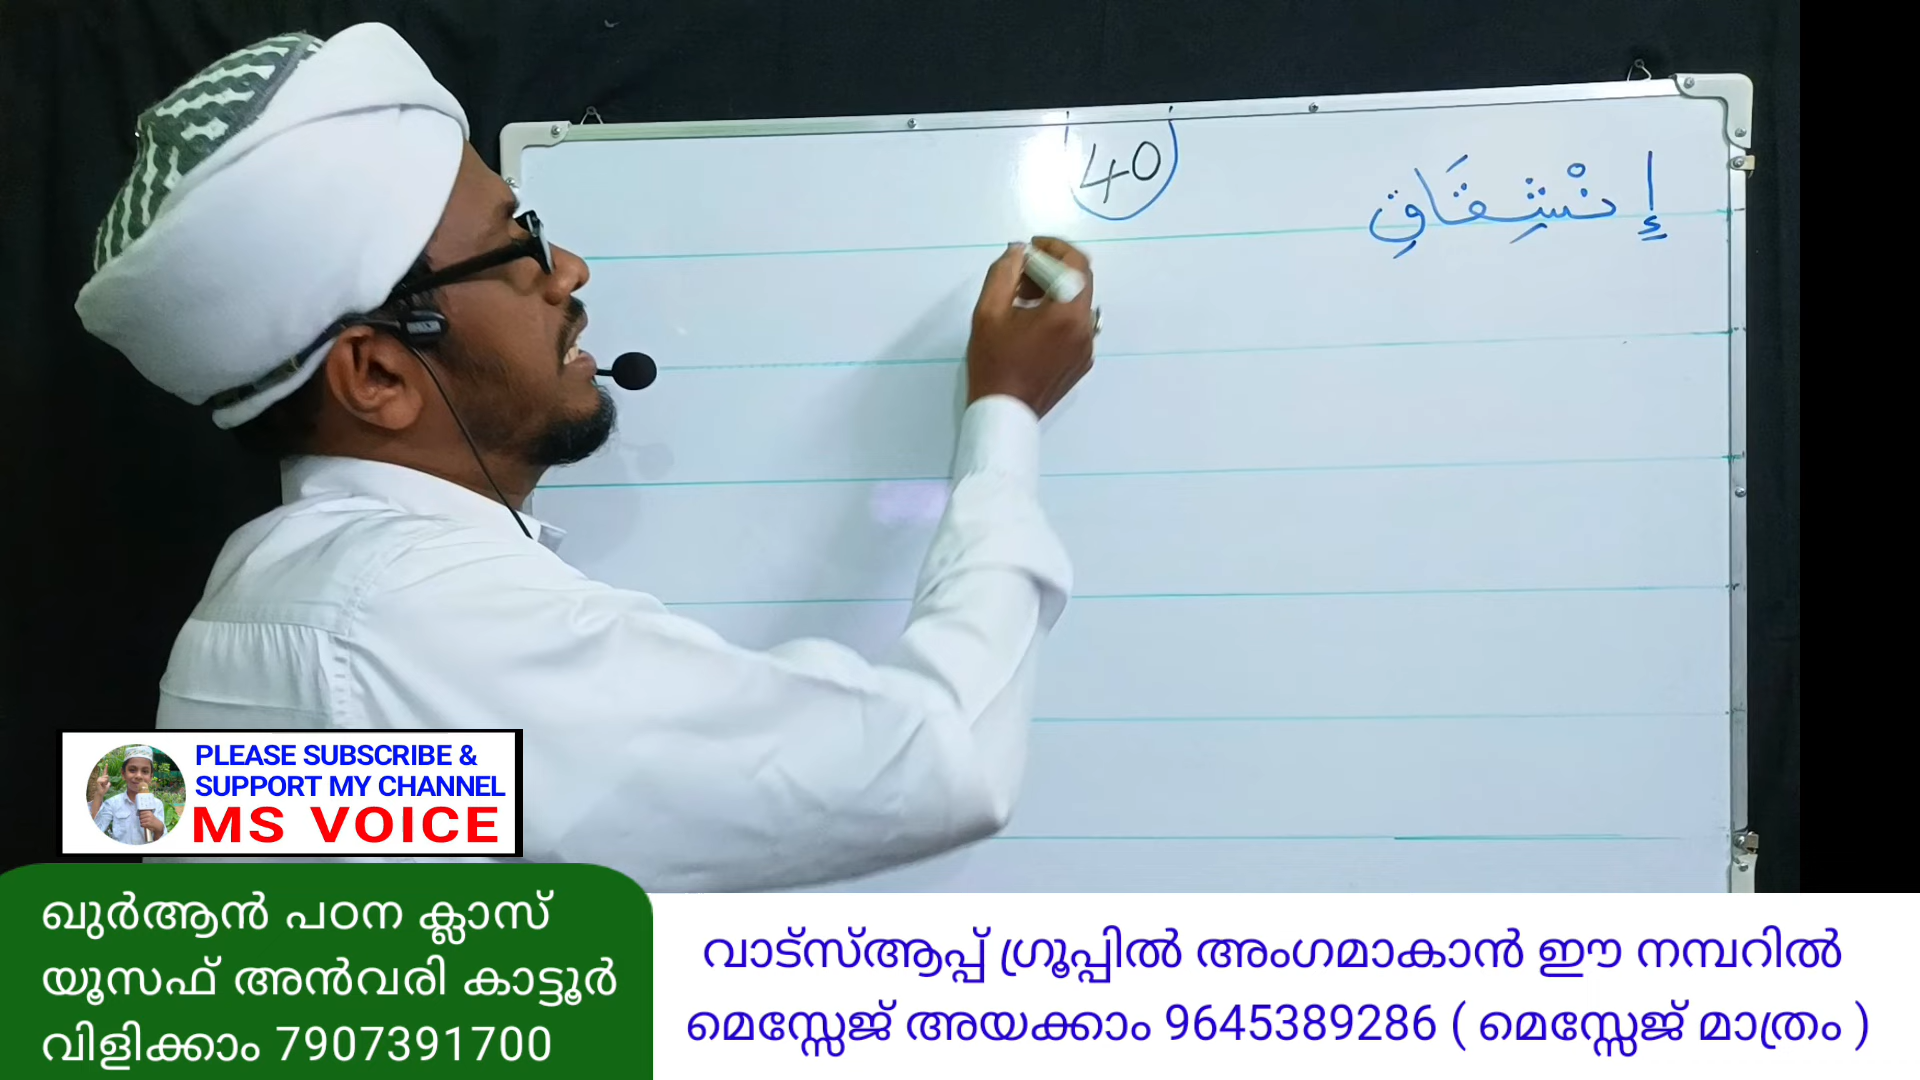 40
إِنْشِقَاقِ
PLEASE SUBSCRIBE &
SUPPORT MY CHANNEL
MS VOICE
ഖുർആൻ പഠന ക്ലാസ്
യൂസഫ് അൻവരി കാട്ടൂർ
വിളിക്കാം 7907391700
വാട്സ്ആപ്പ് ഗ്രൂപ്പിൽ അംഗമാകാൻ ഈ നമ്പറിൽ
മെസ്സേജ് അയക്കാം 9645389286 ( മെസ്സേജ് മാത്രം )